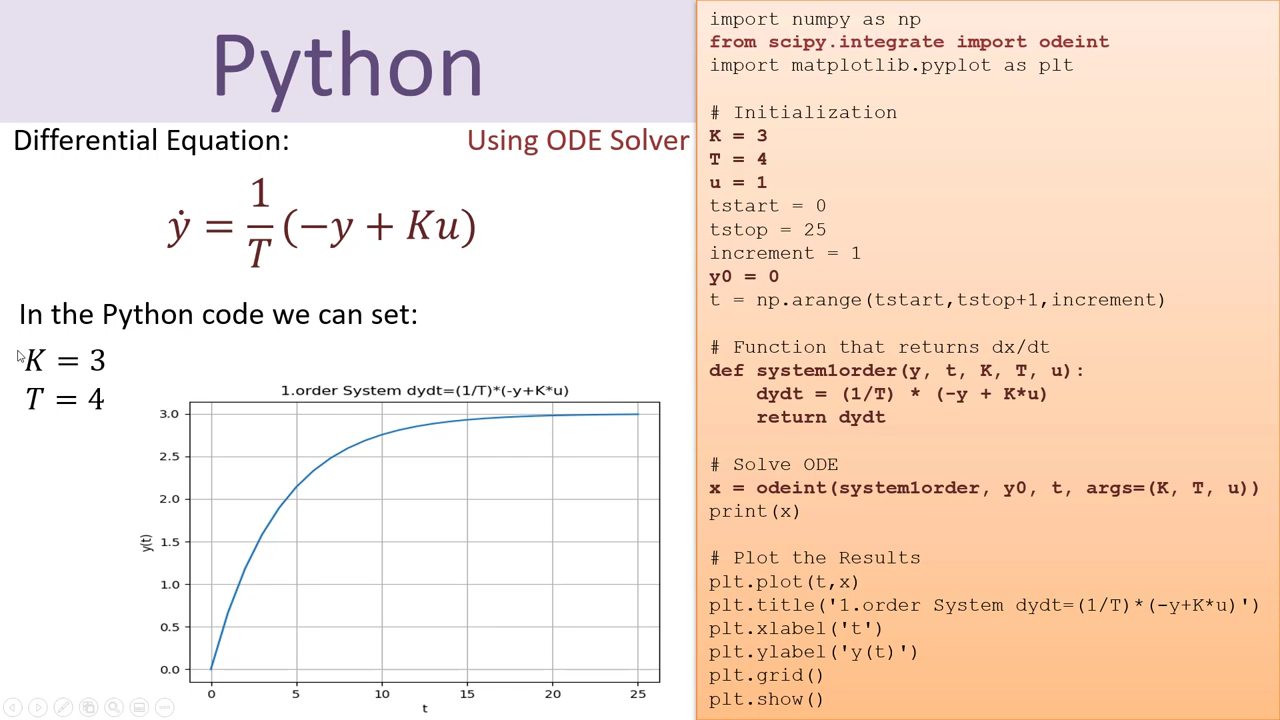 Python
Differential Equation:
Using ODE Solver
ẏ = 1/T (−y + Ku)
In the Python code we can set:
K = 3
T = 4
1.order System dydt=(1/T)*(-y+K*u)
3.0
2.5
2.0
1.5
1.0
0.5
0.0
y(t)
0 5 10 15 20 25
t
import numpy as np
from scipy.integrate import odeint
import matplotlib.pyplot as plt
# Initialization
K = 3
T = 4
u = 1
tstart = 0
tstop = 25
increment = 1
y0 = 0
t = np.arange(tstart,tstop+1,increment)
# Function that returns dx/dt
def system1order(y, t, K, T, u):
    dydt = (1/T) * (-y + K*u)
    return dydt
# Solve ODE
x = odeint(system1order, y0, t, args=(K, T, u))
print(x)
# Plot the Results
plt.plot(t,x)
plt.title('1.order System dydt=(1/T)*(-y+K*u)')
plt.xlabel('t')
plt.ylabel('y(t)')
plt.grid()
plt.show()